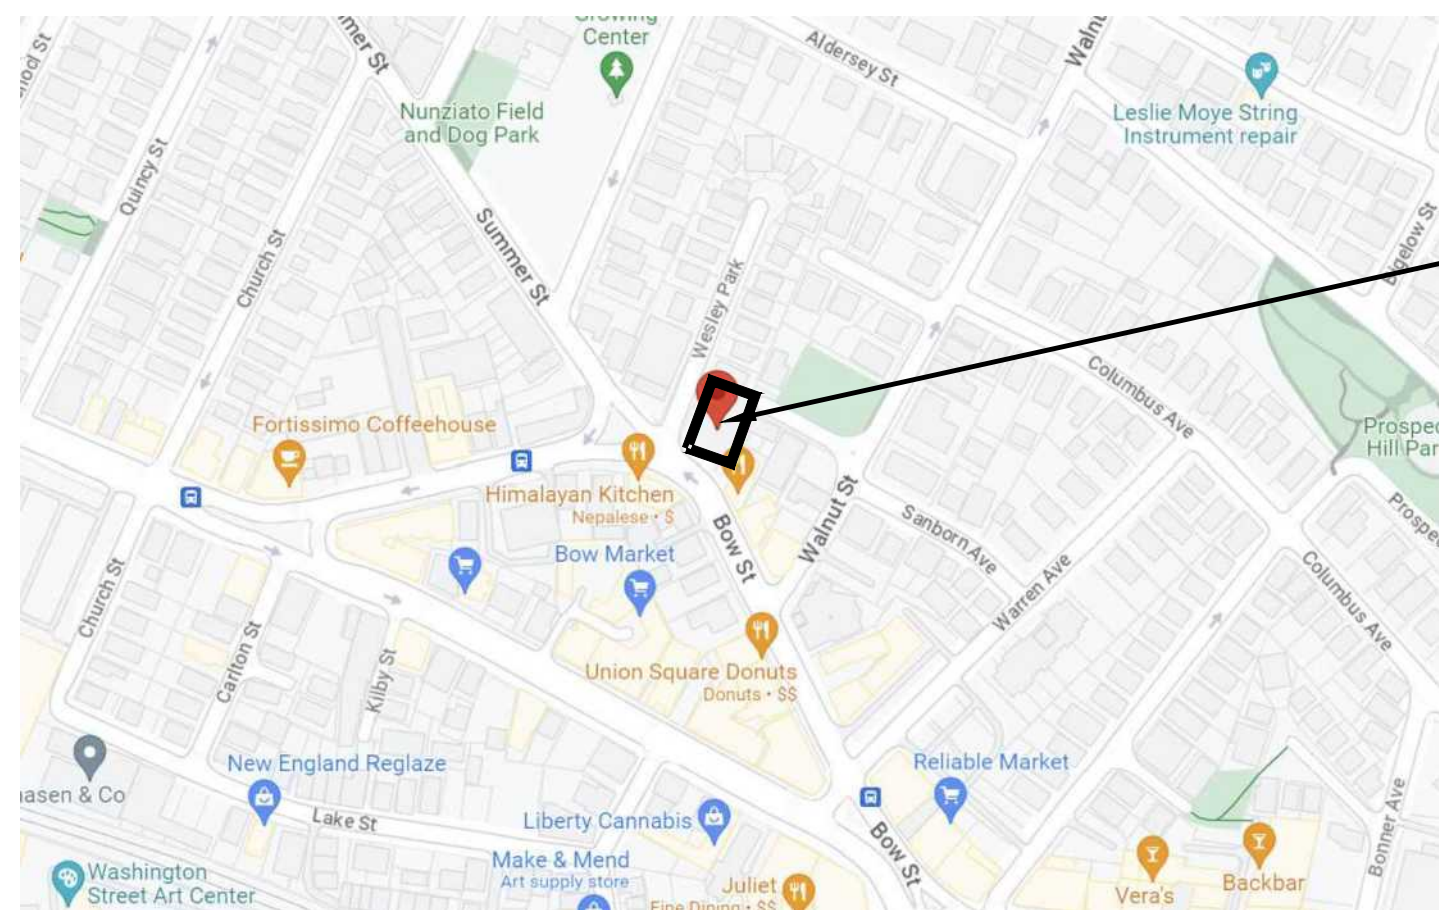 Growing
Center
Aldersey St
Leslie Moye String
Instrument repair
Nunziato Field
and Dog Park
Quincy St
Church St
Summer St
Wesley Park
Columbus Ave
Fortissimo Coffeehouse
Himalayan Kitchen
Nepalese · $
Bow Market
Bow St
Walnut St
Sanborn Ave
Warren Ave
Columbus Ave
Church St
Carlton St
Kilby St
Union Square Donuts
Donuts · $$
New England Reglaze
Reliable Market
Lake St
Liberty Cannabis
Make & Mend
Art supply store
Juliet
Fine Dining · $$
Bow St
Vera's
Backbar
Bonner Ave
Washington
Street Art Center